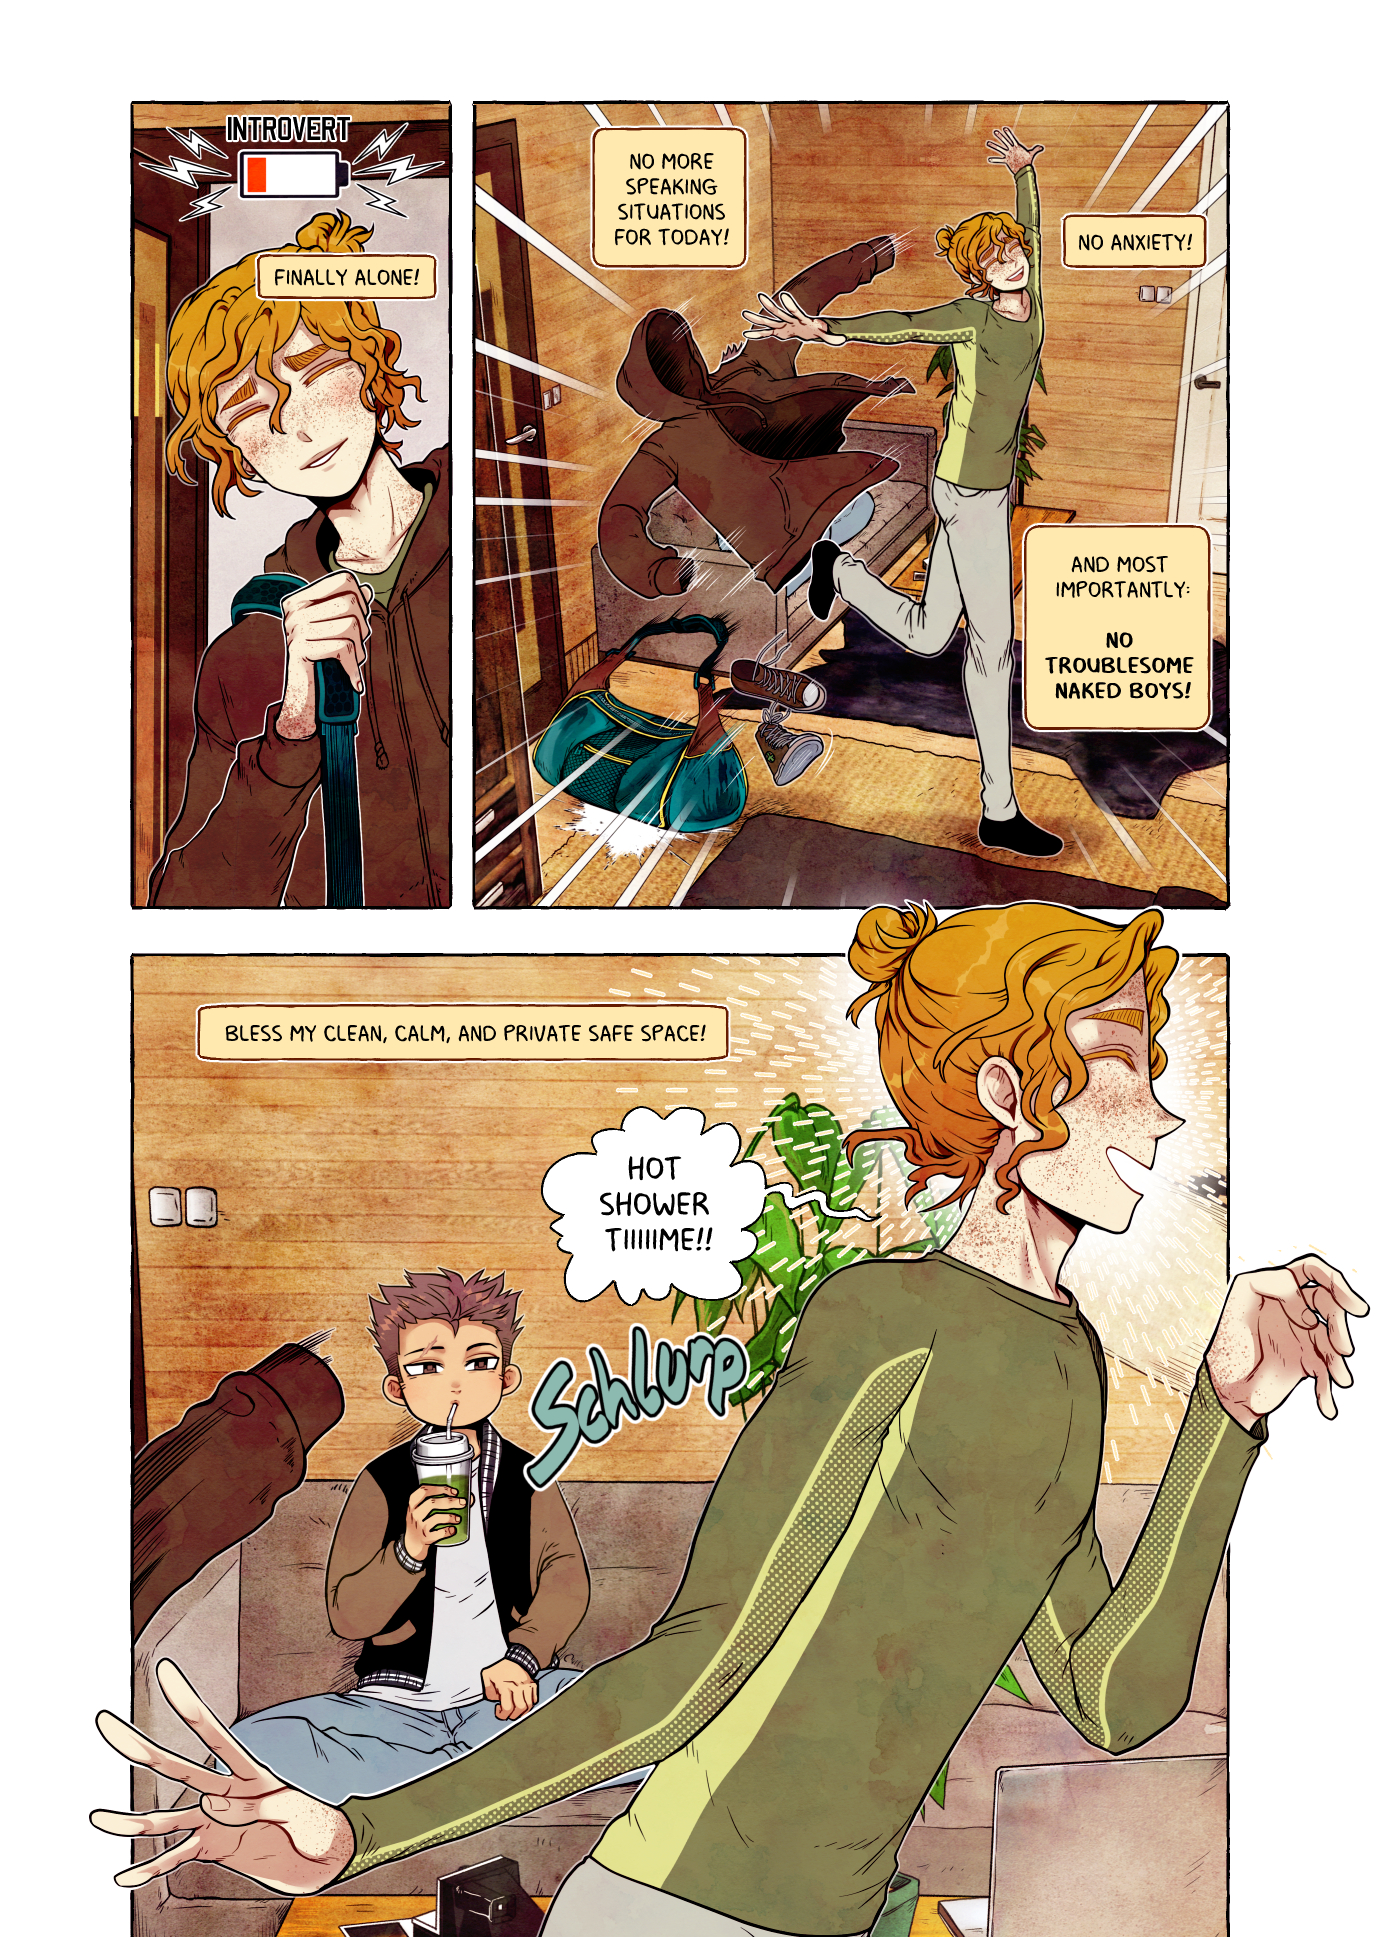 INTROVERT
FINALLY ALONE!
NO MORE
SPEAKING
SITUATIONS
FOR TODAY!
NO ANXIETY!
AND MOST
IMPORTANTLY:
NO
TROUBLESOME
NAKED BOYS!
BLESS MY CLEAN, CALM, AND PRIVATE SAFE SPACE!
HOT
SHOWER
TIIIIIIME!!
Schlurp